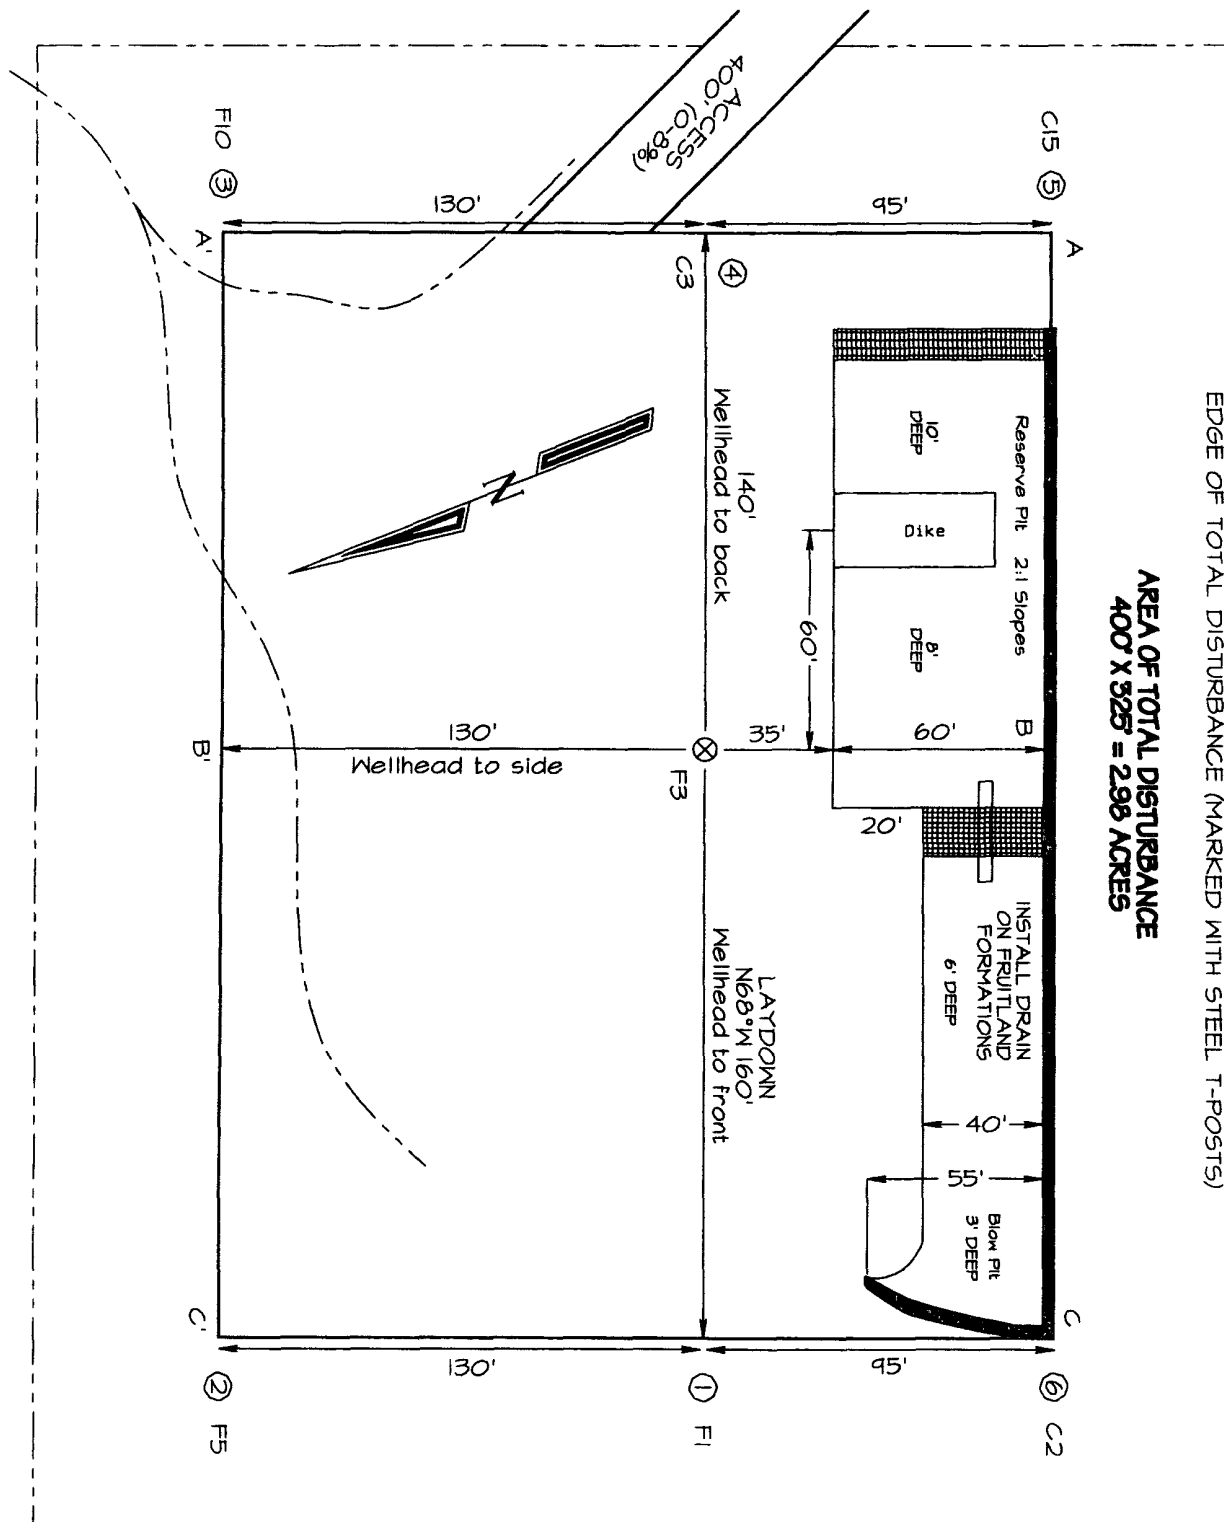 EDGE OF TOTAL DISTURBANCE (MARKED WITH STEEL T-POSTS)
AREA OF TOTAL DISTURBANCE
400' X 325' = 2.98 ACRES
C15 ⑤
95'
A
ACCESS
400' (0-8%)
130'
F10 ③
A'
④
C3
Reserve Pit 2:1 Slopes
10'
DEEP
Dike
8'
DEEP
140'
Wellhead to back
N
60'
B
60'
35'
130'
Wellhead to side
B'
F3
20'
INSTALL DRAIN
ON FRUITLAND
FORMATIONS
6' DEEP
LAYDOWN
N68°W 160'
Wellhead to front
40'
55'
Blow Pit
3' DEEP
C
C'
95'
130'
⑥ C2
① F1
② F5